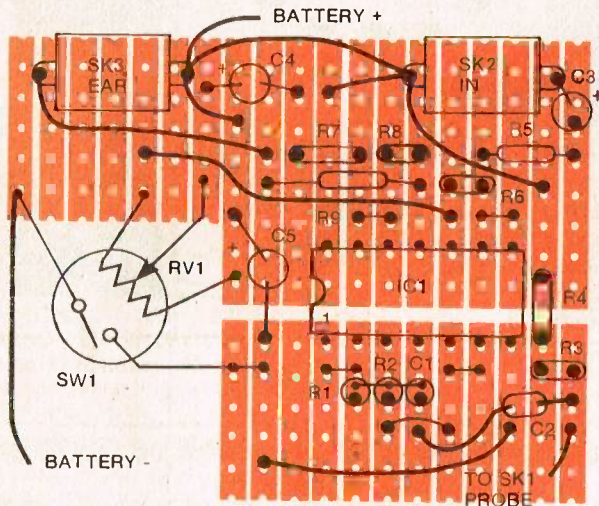 BATTERY +
SK3
EAR
+
C4
SK2
IN
C3
+
R7
R8
R5
R9
R6
+
C5
RV1
IC1
1
R4
SW1
R1
R2
C1
R3
C2
BATTERY -
TO SK1
PROBE